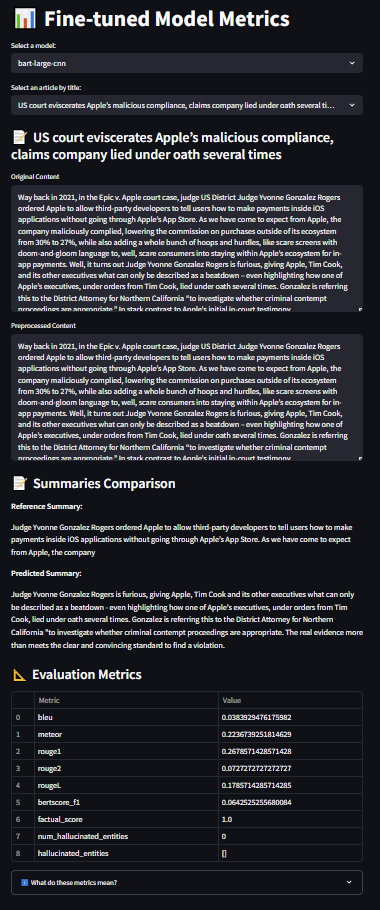 Fine-tuned Model Metrics
Select a model:
bart-large-cnn
Select an article by title:
US court eviscerates Apple's malicious compliance, claims company lied under oath several ti...
US court eviscerates Apple's malicious compliance,
claims company lied under oath several times
Original Content
Way back in 2021, in the Epic v. Apple court case, judge US District Judge Yvonne Gonzalez Rogers
ordered Apple to allow third-party developers to tell users how to make payments inside iOS
applications without going through Apple's App Store. As we have come to expect from Apple, the
company maliciously complied, lowering the commission on purchases outside of its ecosystem
from 30% to 27%, while also adding a whole bunch of hoops and hurdles, like scare screens with
doom-and-gloom language to, well, scare consumers into staying within Apple's ecosystem for in-
app payments. Well, it turns out Judge Yvonne Gonzalez Rogers is furious, giving Apple, Tim Cook,
and its other executives what can only be described as a beatdown – even highlighting how one of
Apple's executives, under orders from Tim Cook, lied under oath several times. Gonzalez is referring
this to the District Attorney for Northern California "to investigate whether criminal contempt
proceedings are appropriate." In stark contrast to Apple's initial in-court testimony,
Preprocessed Content
Way back in 2021, in the Epic v. Apple court case, judge US District Judge Yvonne Gonzalez Rogers
ordered Apple to allow third-party developers to tell users how to make payments inside iOS
applications without going through Apple's App Store. As we have come to expect from Apple, the
company maliciously complied, lowering the commission on purchases outside of its ecosystem
from 30% to 27%, while also adding a whole bunch of hoops and hurdles, like scare screens with
doom-and-gloom language to, well, scare consumers into staying within Apple's ecosystem for in-
app payments. Well, it turns out Judge Yvonne Gonzalez Rogers is furious, giving Apple, Tim Cook,
and its other executives what can only be described as a beatdown – even highlighting how one of
Apple's executives, under orders from Tim Cook, lied under oath several times. Gonzalez is referring
this to the District Attorney for Northern California "to investigate whether criminal contempt
proceedings are appropriate." In stark contrast to Apple's initial in-court testimony,
Summaries Comparison
Reference Summary:
Judge Yvonne Gonzalez Rogers ordered Apple to allow third-party developers to tell users how to make
payments inside iOS applications without going through Apple's App Store. As we have come to expect
from Apple, the company
Predicted Summary:
Judge Yvonne Gonzalez Rogers is furious, giving Apple, Tim Cook and its other executives what can only
be described as a beatdown - even highlighting how one of Apple's executives, under orders from Tim
Cook, lied under oath several times. Gonzalez is referring this to the District Attorney for Northern
California "to investigate whether criminal contempt proceedings are appropriate. The real evidence more
than meets the clear and convincing standard to find a violation.
Evaluation Metrics
Metric Value
0 bleu 0.0383929476175982
1 meteor 0.2236739251814629
2 rouge1 0.2678571428571428
3 rouge2 0.0727272727272727
4 rougeL 0.1785714285714285
5 bertscore_f1 0.0642525255680084
6 factual_score 1.0
7 num_hallucinated_entities 0
8 hallucinated_entities []
What do these metrics mean?